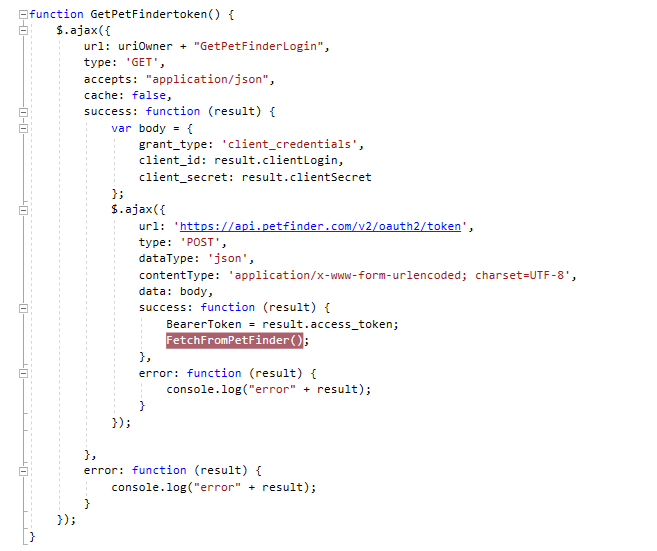 function GetPetFindertoken() {
    $.ajax({
        url: uriOwner + "GetPetFinderLogin",
        type: 'GET',
        accepts: "application/json",
        cache: false,
        success: function (result) {
            var body = {
                grant_type: 'client_credentials',
                client_id: result.clientLogin,
                client_secret: result.clientSecret
            };
            $.ajax({
                url: 'https://api.petfinder.com/v2/oauth2/token',
                type: 'POST',
                dataType: 'json',
                contentType: 'application/x-www-form-urlencoded; charset=UTF-8',
                data: body,
                success: function (result) {
                    BearerToken = result.access_token;
                    FetchFromPetFinder();
                },
                error: function (result) {
                    console.log("error" + result);
                }
            });

        },
        error: function (result) {
            console.log("error" + result);
        }
    });
}